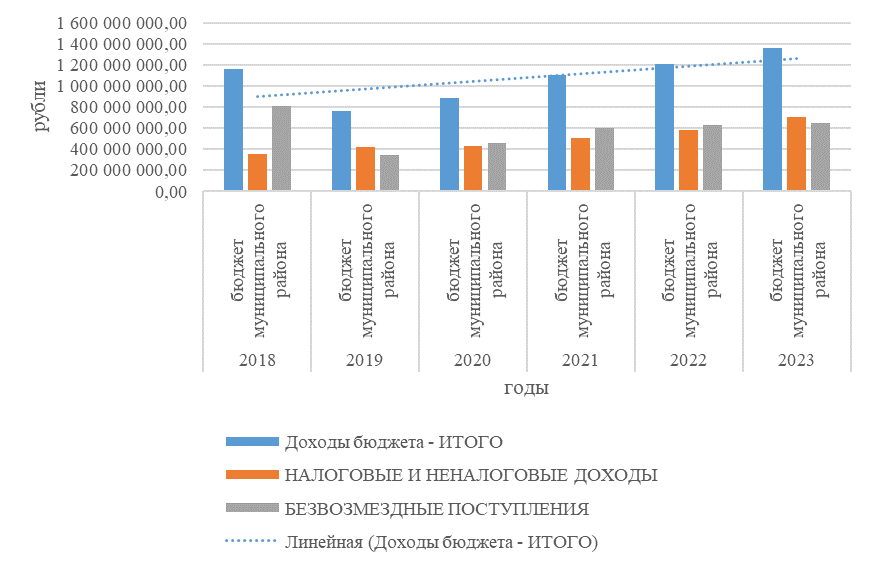 1 600 000 000,00
1 400 000 000,00
1 200 000 000,00
1 000 000 000,00
800 000 000,00
600 000 000,00
400 000 000,00
200 000 000,00
0,00
рубли
бюджет
муниципального
района
бюджет
муниципального
района
бюджет
муниципального
района
бюджет
муниципального
района
бюджет
муниципального
района
бюджет
муниципального
района
2018 2019 2020 2021 2022 2023
годы
Доходы бюджета - ИТОГО
НАЛОГОВЫЕ И НЕНАЛОГОВЫЕ ДОХОДЫ
БЕЗВОЗМЕЗДНЫЕ ПОСТУПЛЕНИЯ
Линейная (Доходы бюджета - ИТОГО)